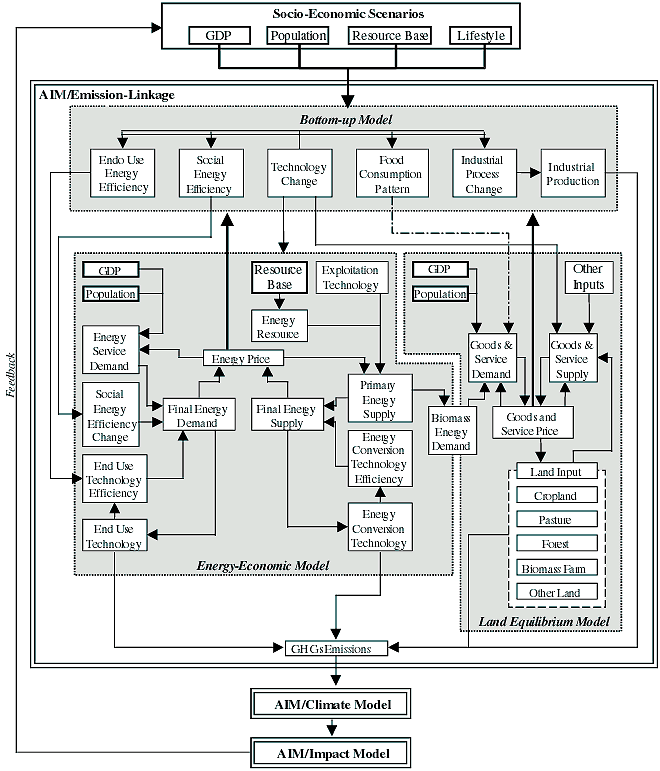 Socio-Economic Scenarios
GDP
Population
Resource Base
Lifestyle
AIM/Emission-Linkage
Bottom-up Model
Endo Use
Energy
Efficiency
Social
Energy
Efficiency
Technology
Change
Food
Consumption
Pattern
Industrial
Process
Change
Industrial
Production
GDP
Population
Resource
Base
Exploitation
Technology
Energy
Resource
GDP
Population
Other
Inputs
Energy
Service
Demand
Energy Price
Goods &
Service
Demand
Goods &
Service
Supply
Social
Energy
Efficiency
Change
Final Energy
Demand
Final Energy
Supply
Primary
Energy
Supply
Biomass
Energy
Demand
Goods and
Service Price
End Use
Technology
Efficiency
Energy
Conversion
Technology
Efficiency
Land Input
Cropland
Pasture
Forest
Biomass Farm
Other Land
End Use
Technology
Energy
Conversion
Technology
Energy-Economic Model
Land Equilibrium Model
GHGsEmissions
AIM/Climate Model
AIM/Impact Model
Feedback